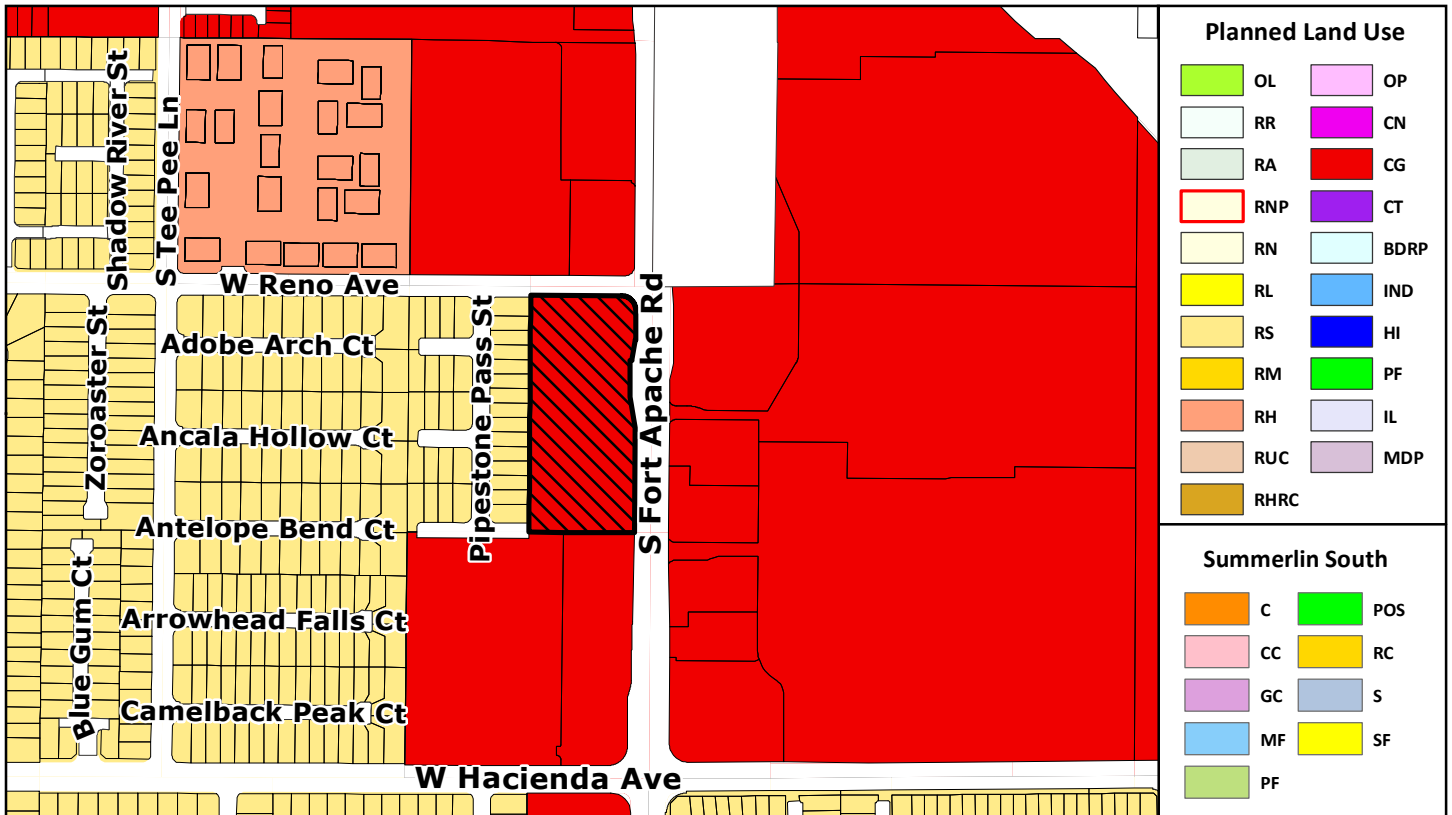 Shadow River St
S Tee Pee Ln
W Reno Ave
Zoroaster St
Adobe Arch Ct
Pipestone Pass St
S Fort Apache Rd
Ancala Hollow Ct
Antelope Bend Ct
Blue Gum Ct
Arrowhead Falls Ct
Camelback Peak Ct
W Hacienda Ave
Planned Land Use
OL OP
RR CN
RA CG
RNP CT
RN BDRP
RL IND
RS HI
RM PF
RH IL
RUC MDP
RHRC
Summerlin South
C POS
CC RC
GC S
MF SF
PF